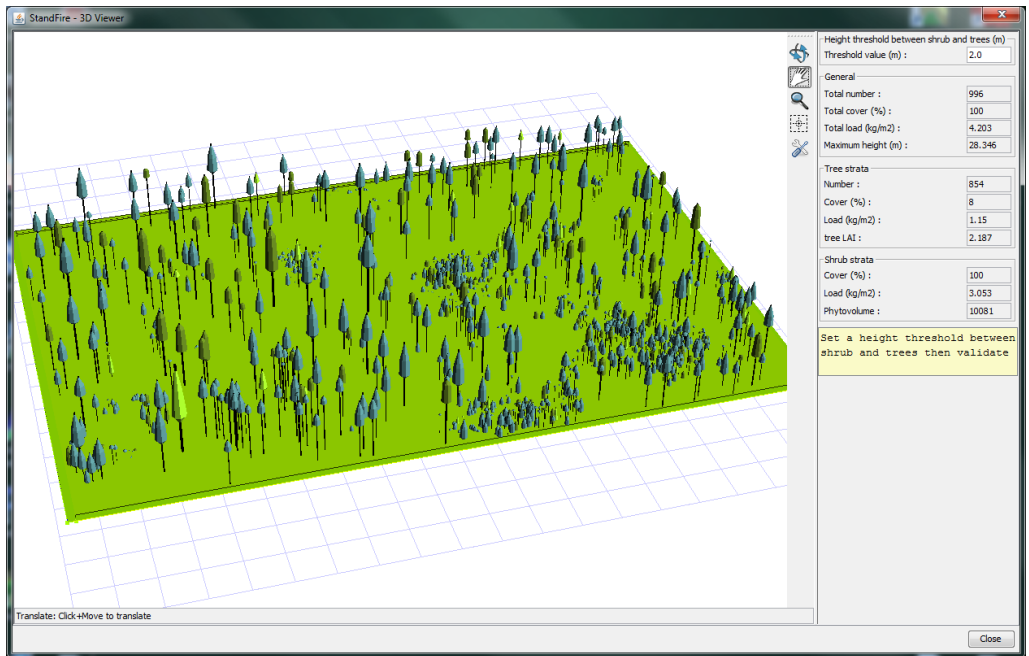 StandFire - 3D Viewer
Height threshold between shrub and trees (m)
Threshold value (m) : 2.0
General
Total number : 996
Total cover (%) : 100
Total load (kg/m2) : 4.203
Maximum height (m) : 28.346
Tree strata
Number : 854
Cover (%) : 8
Load (kg/m2) : 1.15
tree LAI : 2.187
Shrub strata
Cover (%) : 100
Load (kg/m2) : 3.053
Phytovolume : 10081
Set a height threshold between
shrub and trees then validate
Translate: Click+Move to translate
Close